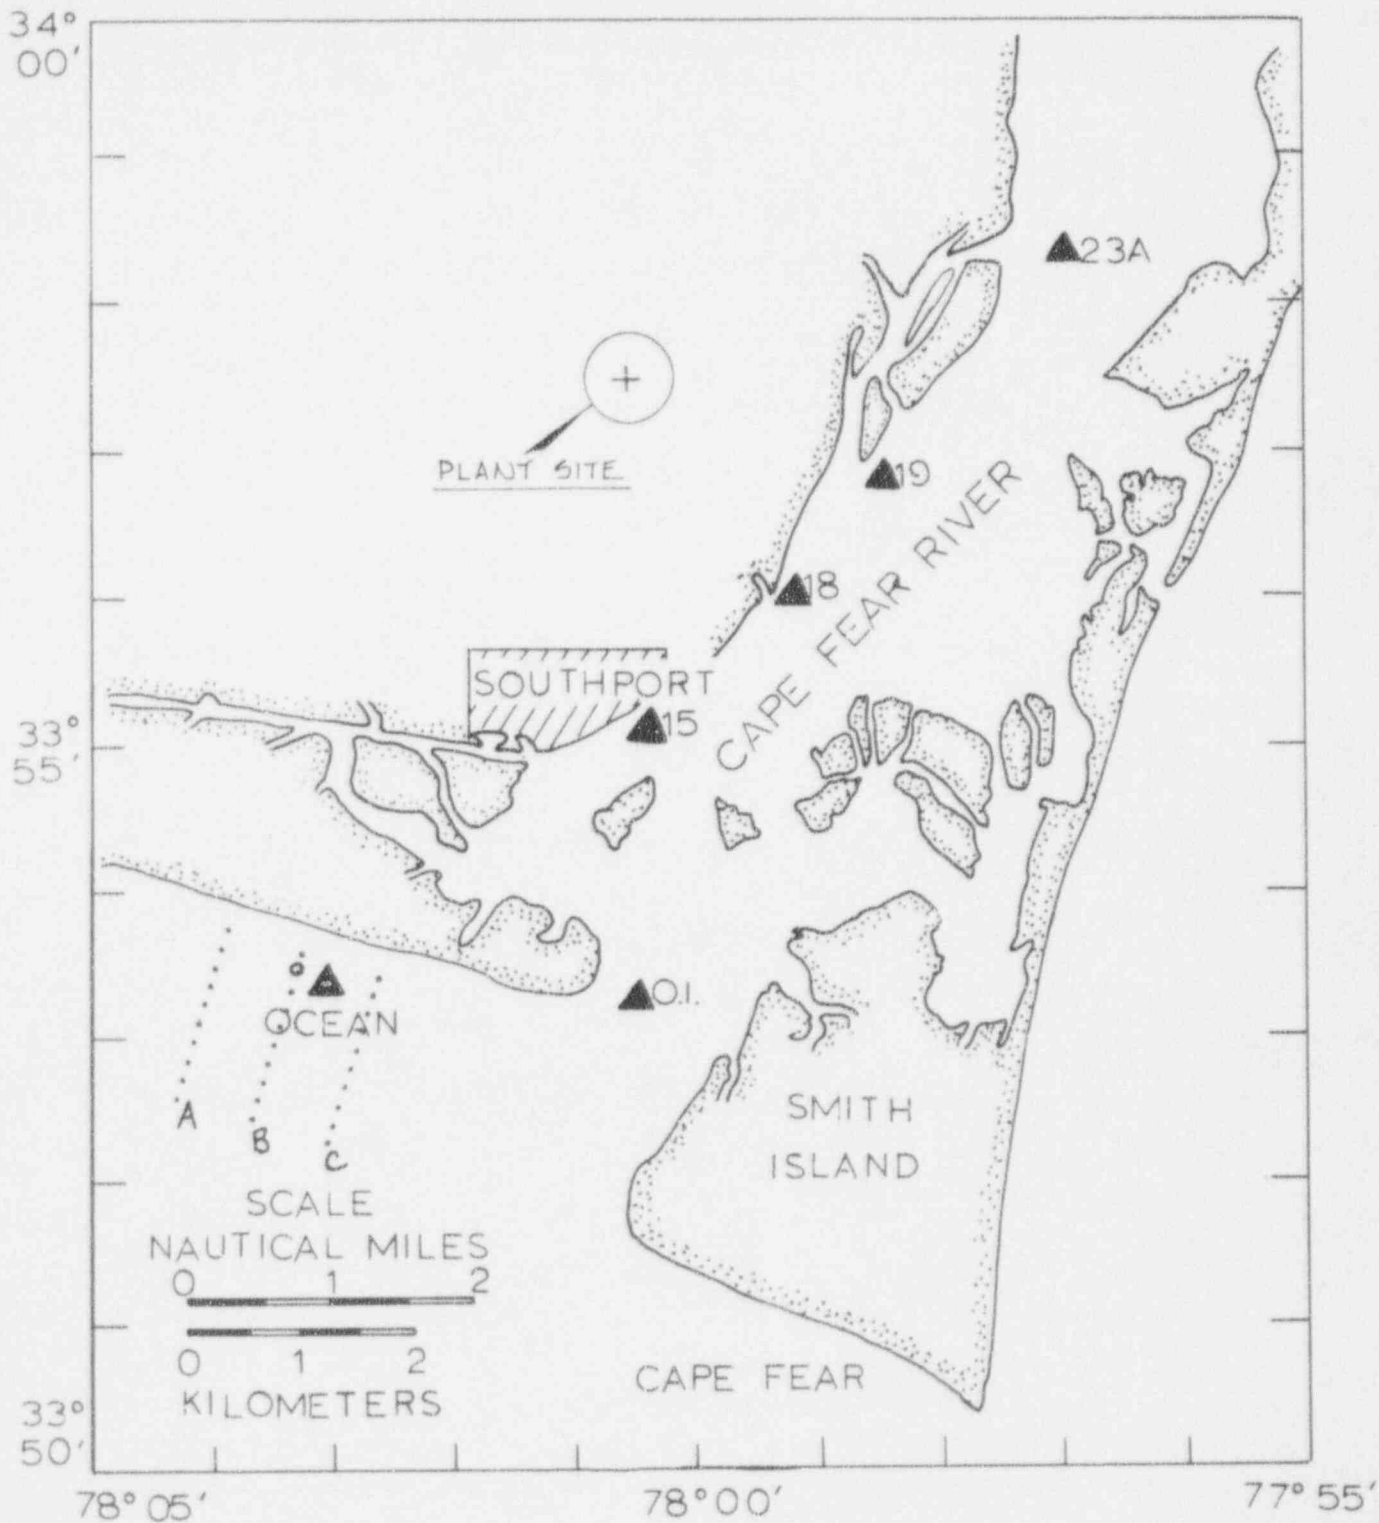 34°
00'
23A
PLANT SITE
19
CAPE FEAR RIVER
18
SOUTHPORT
15
33°
55'
O.I.
OCEAN
A
B
C
SMITH
ISLAND
SCALE
NAUTICAL MILES
0 1 2
0 1 2
KILOMETERS
CAPE FEAR
33°
50'
78°05' 78°00' 77°55'